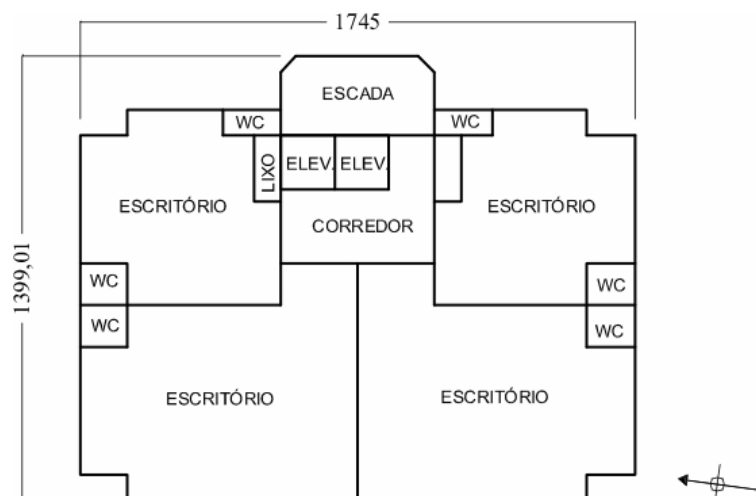 1745
ESCADA
WC
WC
LIXO
ELEV.
ELEV.
ESCRITÓRIO
ESCRITÓRIO
CORREDOR
1399,01
WC
WC
WC
WC
ESCRITÓRIO
ESCRITÓRIO